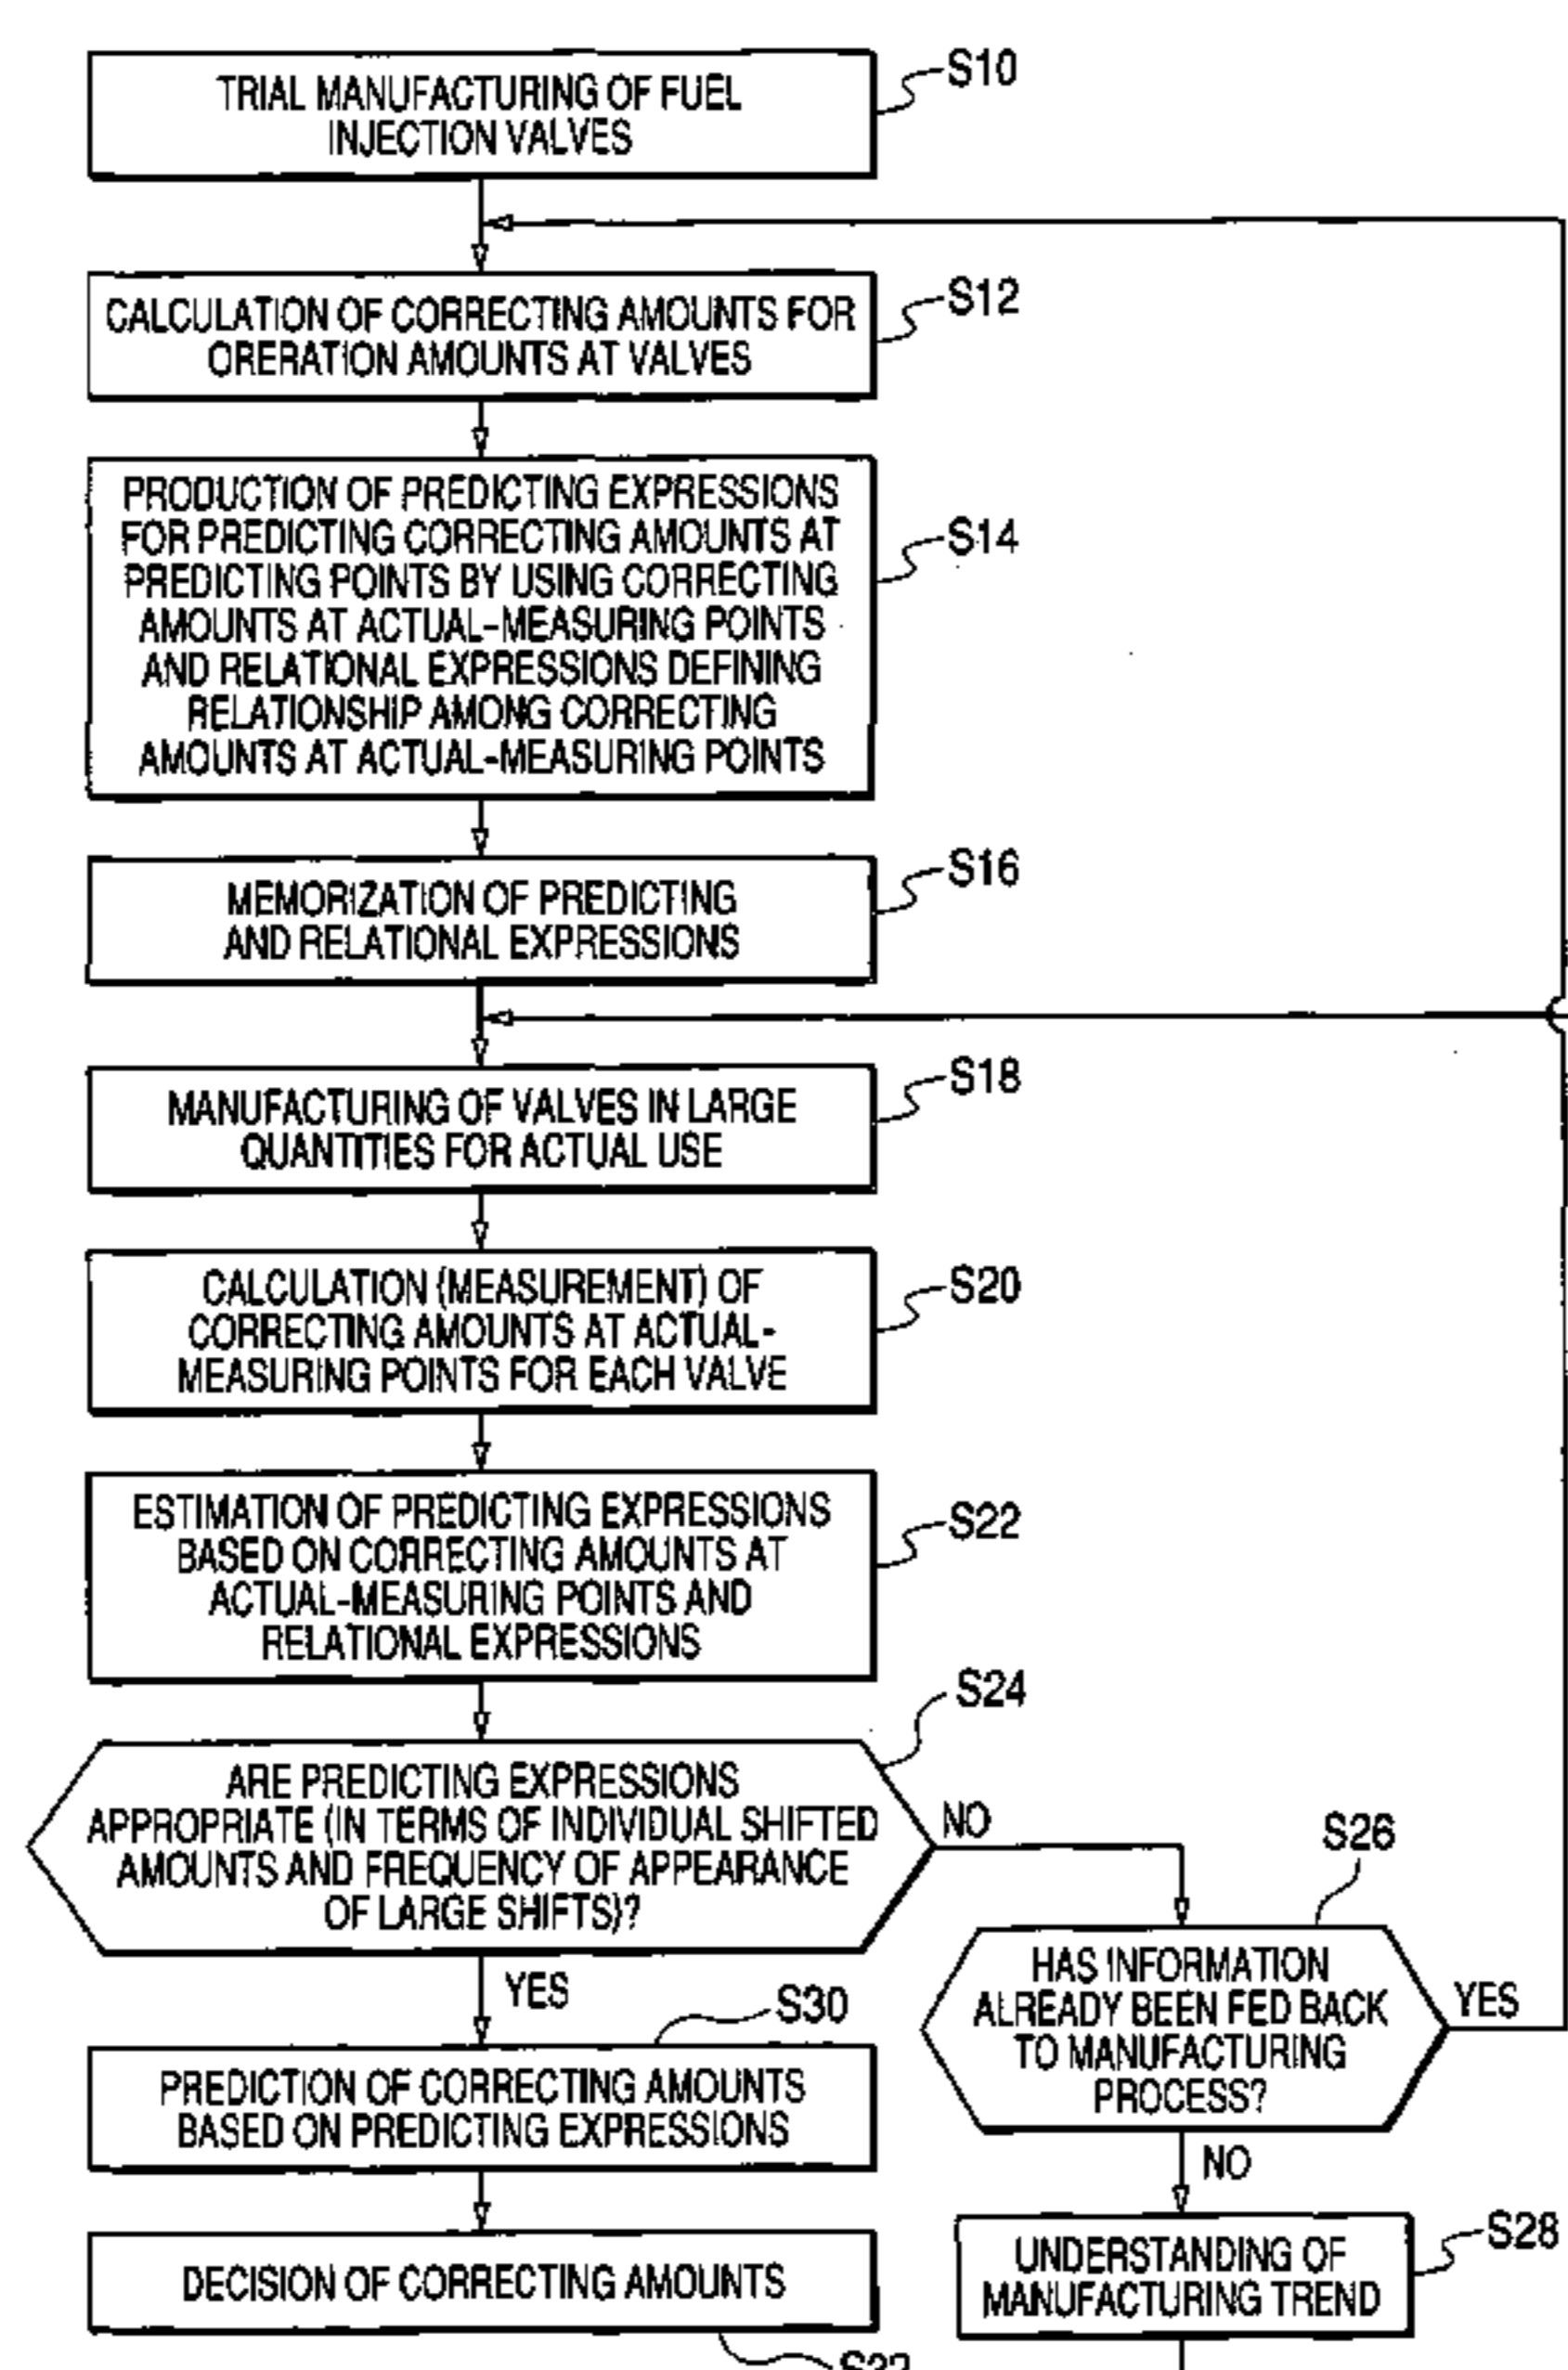 TRIAL MANUFACTURING OF FUEL
INJECTION VALVES
S10
CALCULATION OF CORRECTING AMOUNTS FOR
ORERATION AMOUNTS AT VALVES
S12
PRODUCTION OF PREDICTING EXPRESSIONS
FOR PREDICTING CORRECTING AMOUNTS AT
PREDICTING POINTS BY USING CORRECTING
AMOUNTS AT ACTUAL-MEASURING POINTS
AND RELATIONAL EXPRESSIONS DEFINING
RELATIONSHIP AMONG CORRECTING
AMOUNTS AT ACTUAL-MEASURING POINTS
S14
MEMORIZATION OF PREDICTING
AND RELATIONAL EXPRESSIONS
S16
MANUFACTURING OF VALVES IN LARGE
QUANTITIES FOR ACTUAL USE
S18
CALCULATION (MEASUREMENT) OF
CORRECTING AMOUNTS AT ACTUAL-
MEASURING POINTS FOR EACH VALVE
S20
ESTIMATION OF PREDICTING EXPRESSIONS
BASED ON CORRECTING AMOUNTS AT
ACTUAL-MEASURING POINTS AND
RELATIONAL EXPRESSIONS
S22
S24
ARE PREDICTING EXPRESSIONS
APPROPRIATE (IN TERMS OF INDIVIDUAL SHIFTED
AMOUNTS AND FREQUENCY OF APPEARANCE
OF LARGE SHIFTS)?
NO
YES
S26
HAS INFORMATION
ALREADY BEEN FED BACK
TO MANUFACTURING
PROCESS?
YES
NO
S30
PREDICTION OF CORRECTING AMOUNTS
BASED ON PREDICTING EXPRESSIONS
S28
UNDERSTANDING OF
MANUFACTURING TREND
DECISION OF CORRECTING AMOUNTS
S32